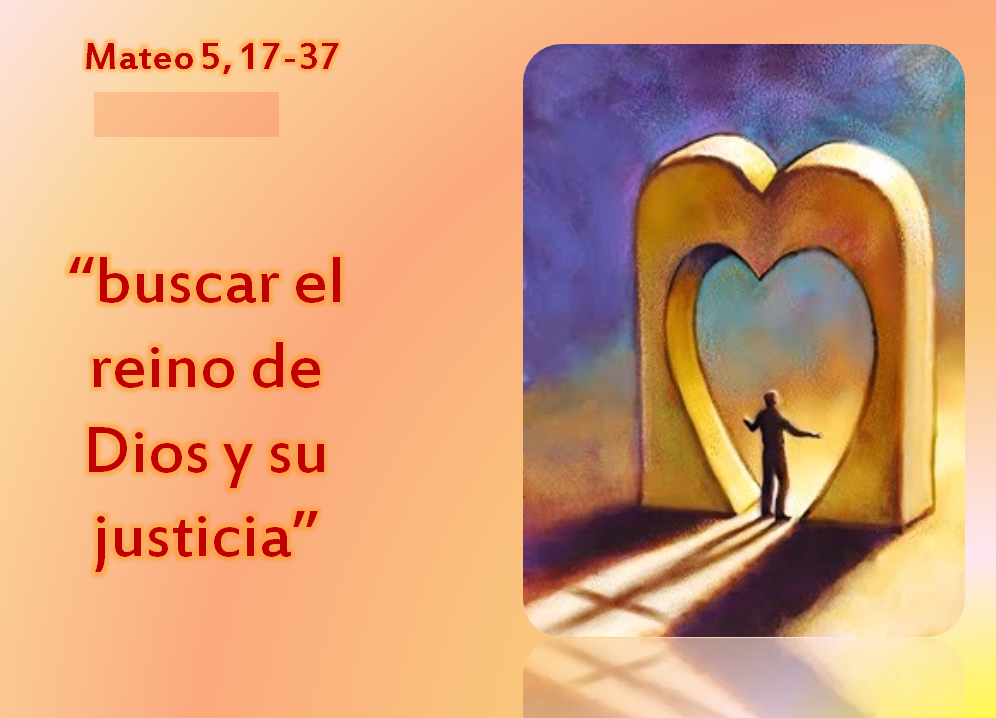 Mateo 5, 17-37
“buscar el
reino de
Dios y su
justicia”